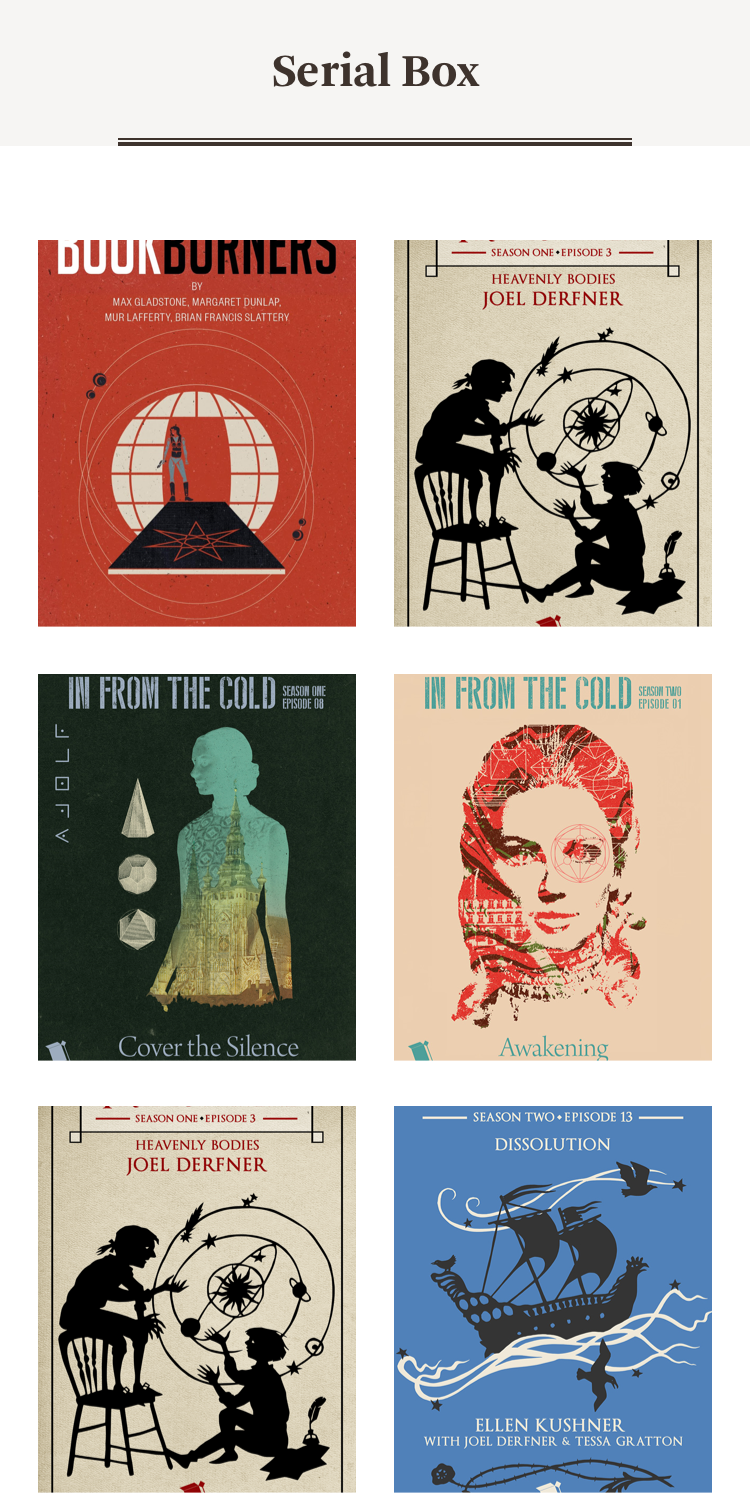 Serial Box
BOOKBURNERS
BY
MAX GLADSTONE, MARGARET DUNLAP,
MUR LAFFERTY, BRIAN FRANCIS SLATTERY
SEASON ONE • EPISODE 3
HEAVENLY BODIES
JOEL DERFNER
IN FROM THE COLD
SEASON ONE
EPISODE 08
Cover the Silence
IN FROM THE COLD
SEASON TWO
EPISODE 01
Awakening
SEASON ONE • EPISODE 3
HEAVENLY BODIES
JOEL DERFNER
SEASON TWO • EPISODE 13
DISSOLUTION
ELLEN KUSHNER
WITH JOEL DERFNER & TESSA GRATTON